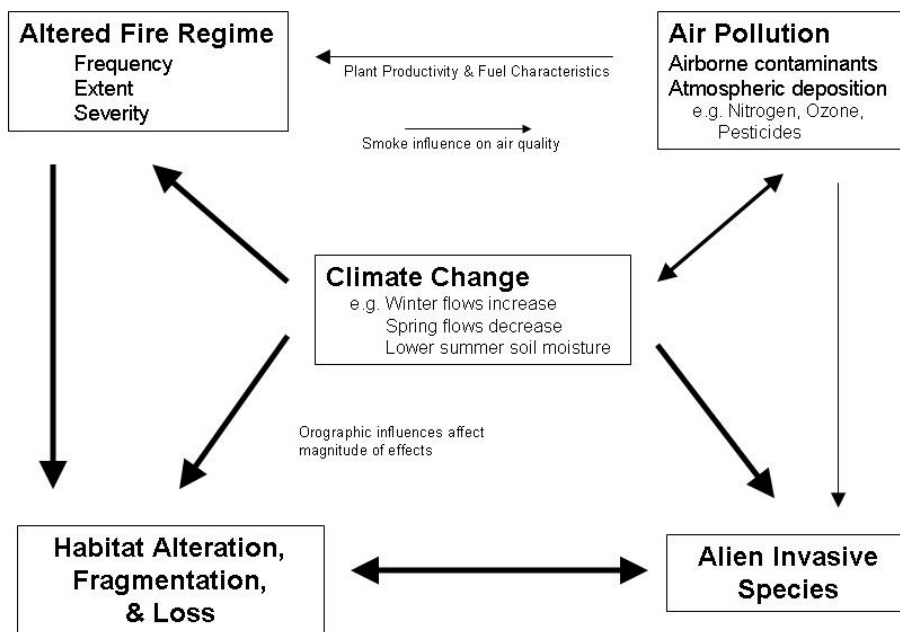 Altered Fire Regime
Frequency
Extent
Severity
Plant Productivity & Fuel Characteristics
Smoke influence on air quality
Air Pollution
Airborne contaminants
Atmospheric deposition
e.g. Nitrogen, Ozone,
Pesticides
Climate Change
e.g. Winter flows increase
Spring flows decrease
Lower summer soil moisture
Orographic influences affect
magnitude of effects
Habitat Alteration,
Fragmentation,
& Loss
Alien Invasive
Species